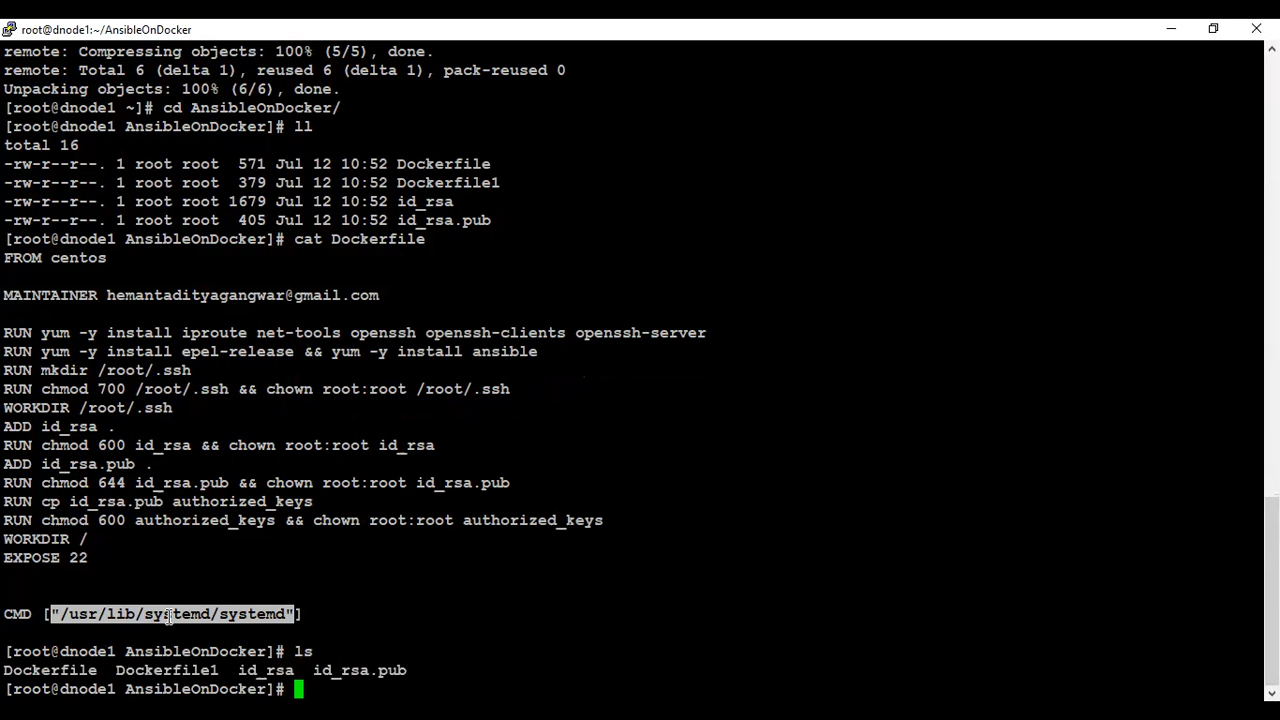 root@dnode1:~/AnsibleOnDocker
remote: Compressing objects: 100% (5/5), done.
remote: Total 6 (delta 1), reused 6 (delta 1), pack-reused 0
Unpacking objects: 100% (6/6), done.
[root@dnode1 ~]# cd AnsibleOnDocker/
[root@dnode1 AnsibleOnDocker]# ll
total 16
-rw-r--r--. 1 root root  571 Jul 12 10:52 Dockerfile
-rw-r--r--. 1 root root  379 Jul 12 10:52 Dockerfile1
-rw-r--r--. 1 root root 1679 Jul 12 10:52 id_rsa
-rw-r--r--. 1 root root  405 Jul 12 10:52 id_rsa.pub
[root@dnode1 AnsibleOnDocker]# cat Dockerfile
FROM centos
MAINTAINER hemantadityagangwar@gmail.com
RUN yum -y install iproute net-tools openssh openssh-clients openssh-server
RUN yum -y install epel-release && yum -y install ansible
RUN mkdir /root/.ssh
RUN chmod 700 /root/.ssh && chown root:root /root/.ssh
WORKDIR /root/.ssh
ADD id_rsa .
RUN chmod 600 id_rsa && chown root:root id_rsa
ADD id_rsa.pub .
RUN chmod 644 id_rsa.pub && chown root:root id_rsa.pub
RUN cp id_rsa.pub authorized_keys
RUN chmod 600 authorized_keys && chown root:root authorized_keys
WORKDIR /
EXPOSE 22
CMD ["/usr/lib/systemd/systemd"]
[root@dnode1 AnsibleOnDocker]# ls
Dockerfile  Dockerfile1  id_rsa  id_rsa.pub
[root@dnode1 AnsibleOnDocker]#